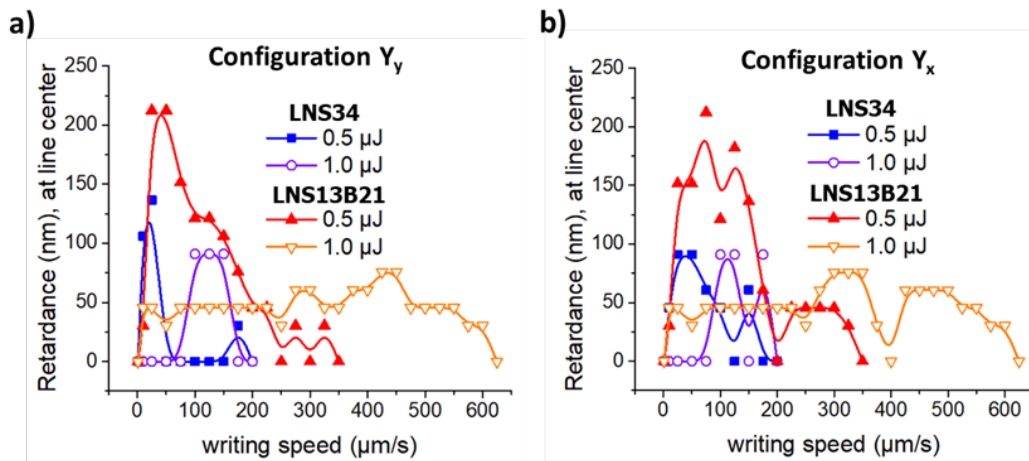 a)
Configuration Yy
LNS34
0.5 µJ
1.0 µJ
LNS13B21
0.5 µJ
1.0 µJ
Retardance (nm), at line center
250
200
150
100
50
0
0 100 200 300 400 500 600
writing speed (µm/s)
b)
Configuration Yx
LNS34
0.5 µJ
1.0 µJ
LNS13B21
0.5 µJ
1.0 µJ
Retardance (nm), at line center
250
200
150
100
50
0
0 100 200 300 400 500 600
writing speed (µm/s)